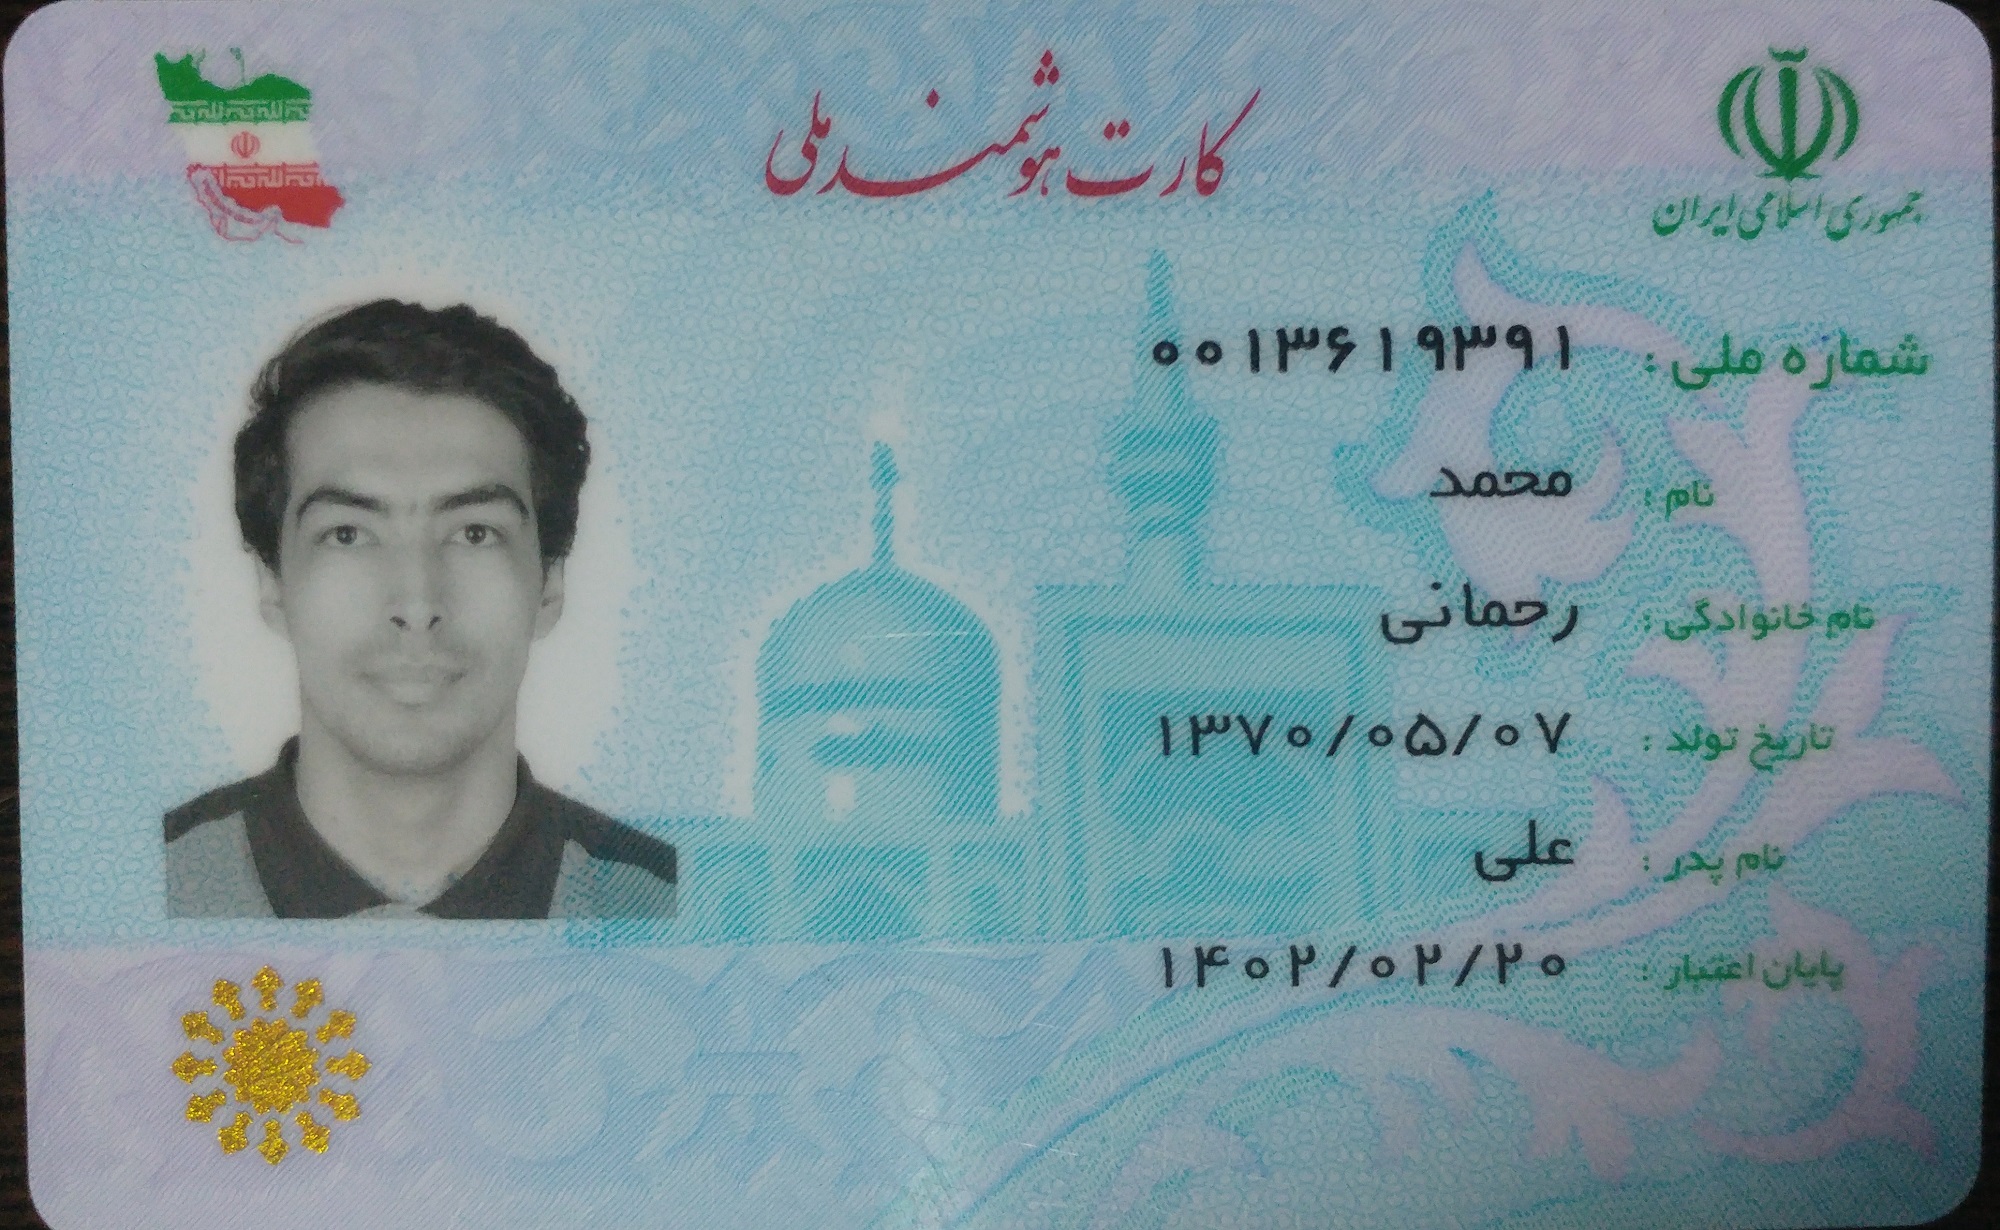 کارت هوشمند ملی
جمهوری اسلامی ایران
شماره ملی : ۰۰۱۳۶۱۹۳۹۱
نام : محمد
نام خانوادگی : رحمانی
تاریخ تولد : ۱۳۷۰/۰۵/۰۷
نام پدر : علی
پایان اعتبار : ۱۴۰۲/۰۲/۲۰